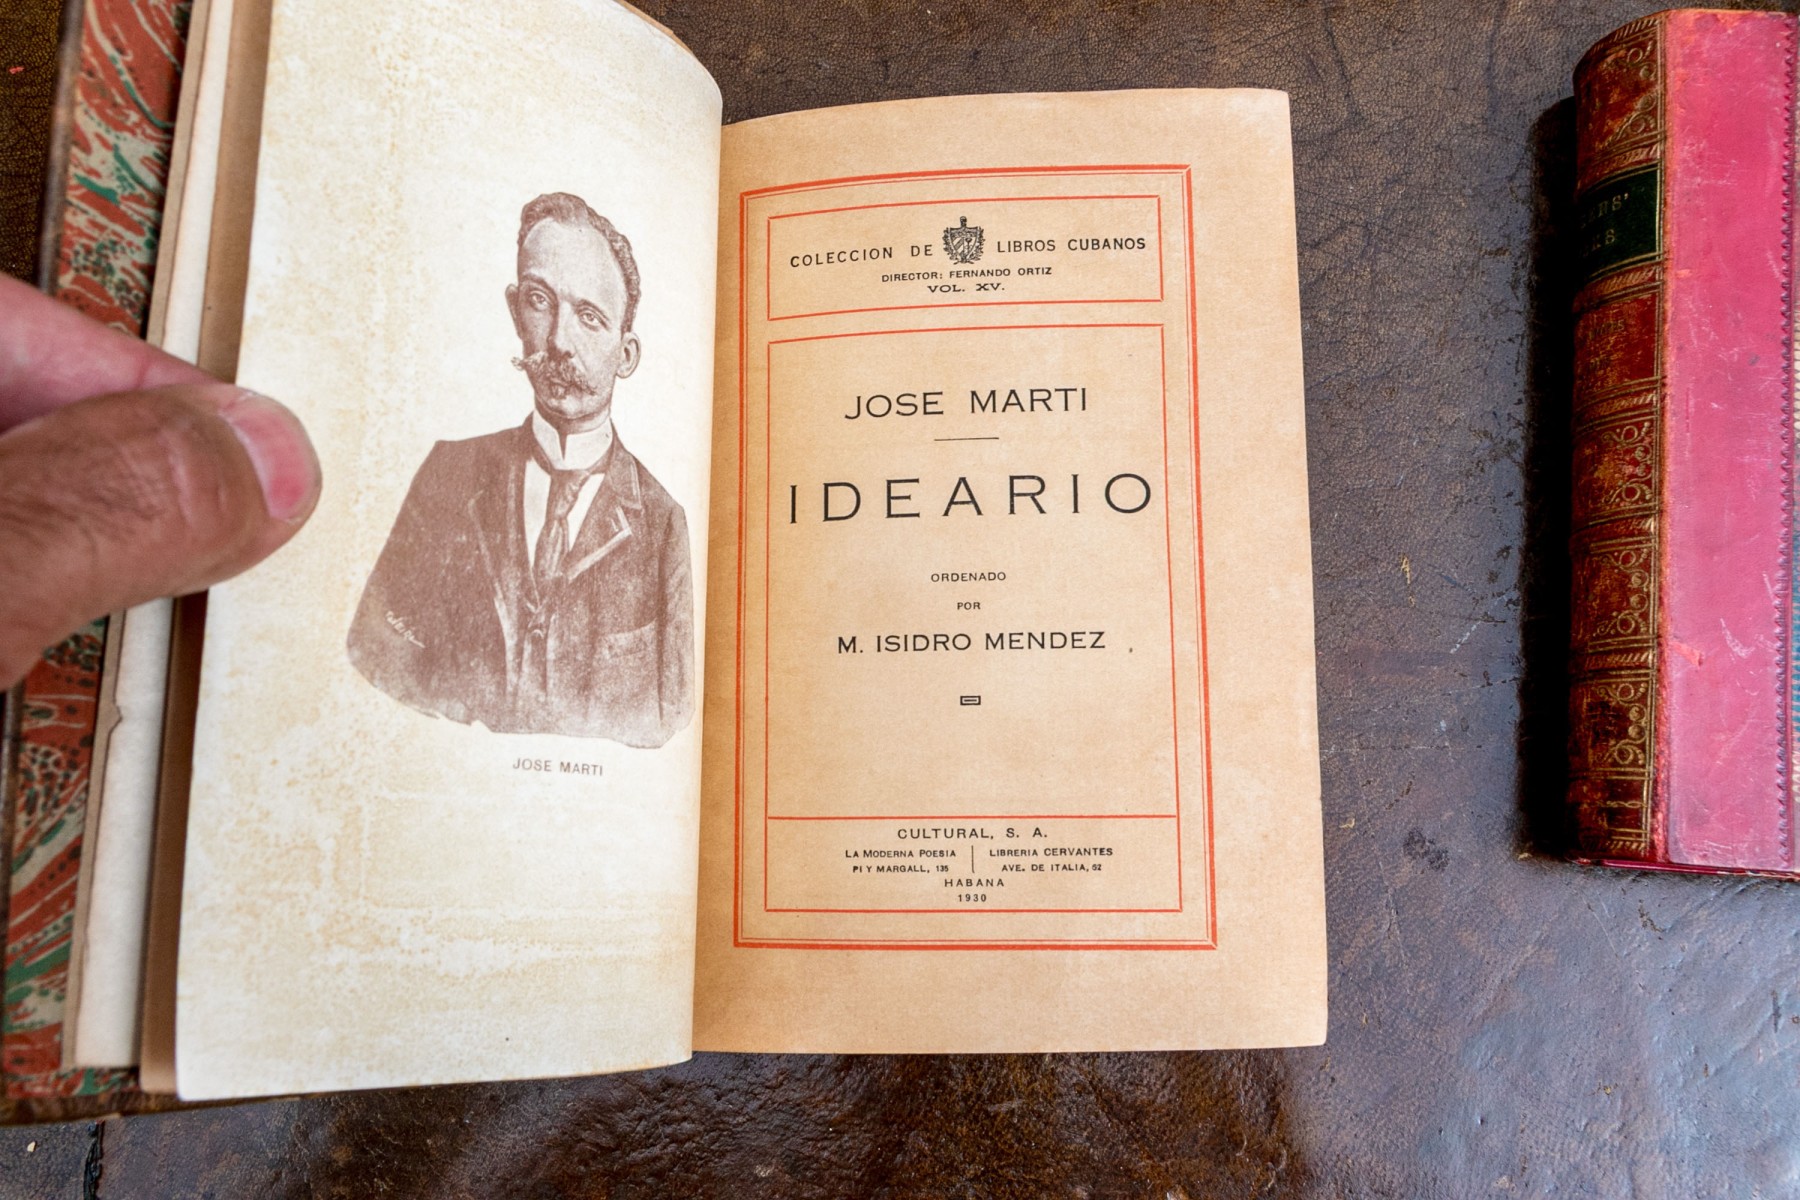 JOSE MARTI
COLECCION DE LIBROS CUBANOS
DIRECTOR: FERNANDO ORTIZ
VOL. XV.
JOSE MARTI
IDEARIO
ORDENADO
POR
M. ISIDRO MENDEZ
CULTURAL, S. A.
LA MODERNA POESIA
PI Y MARGALL, 135
LIBRERIA CERVANTES
AVE. DE ITALIA, 62
HABANA
1930